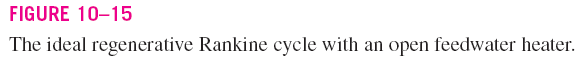 FIGURE 10–15
The ideal regenerative Rankine cycle with an open feedwater heater.